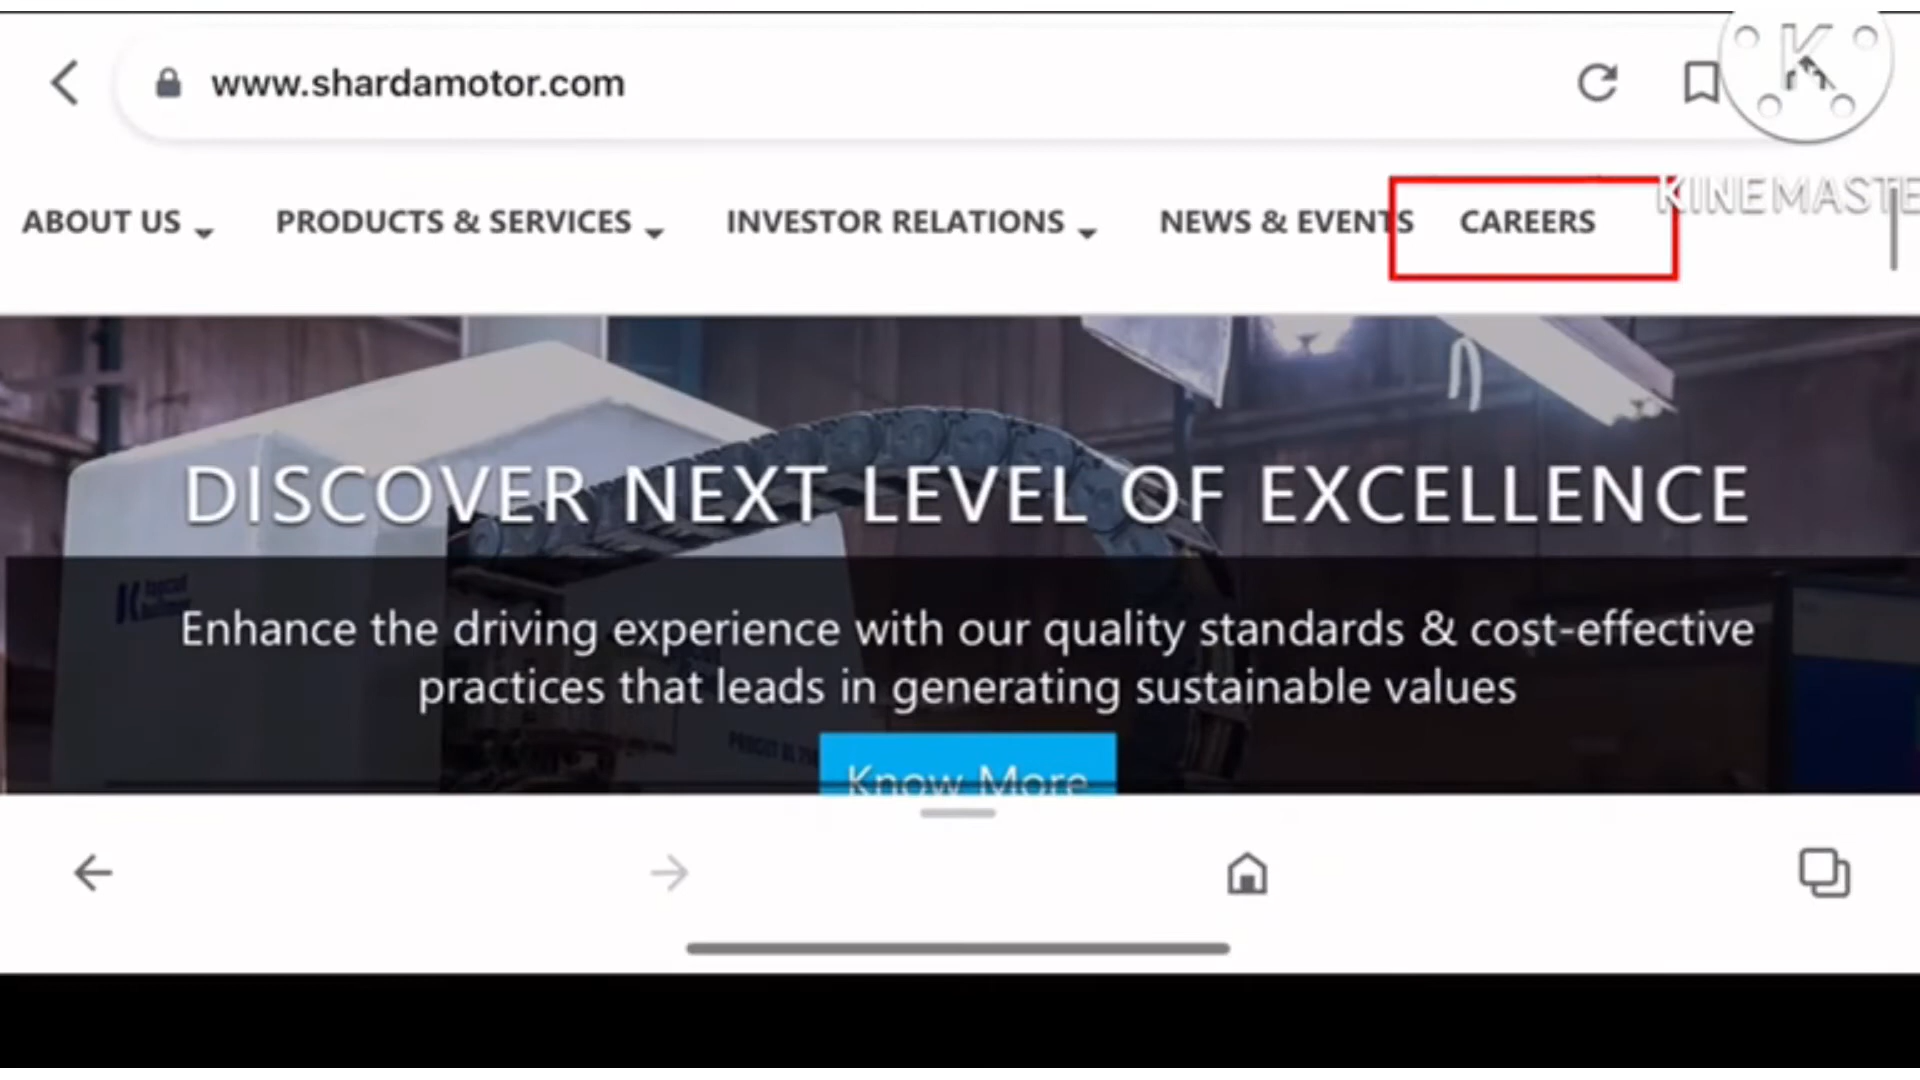 www.shardamotor.com
K
KINEMASTE
ABOUT US PRODUCTS & SERVICES INVESTOR RELATIONS NEWS & EVENTS CAREERS
DISCOVER NEXT LEVEL OF EXCELLENCE
Enhance the driving experience with our quality standards & cost-effective
practices that leads in generating sustainable values
Know More